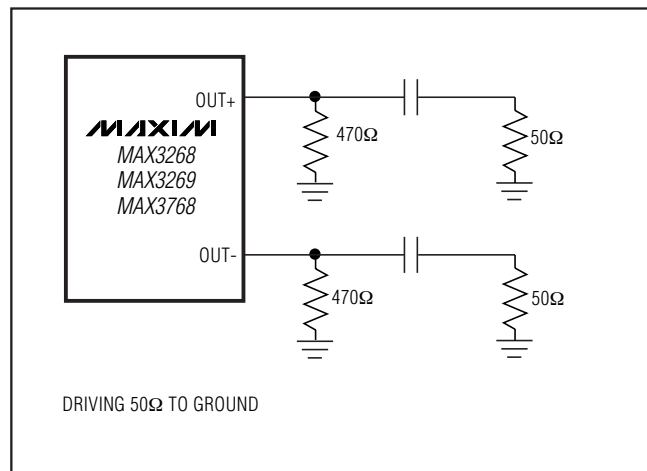 OUT+
MAXIM
MAX3268
MAX3269
MAX3768
470Ω
50Ω
OUT-
470Ω
50Ω
DRIVING 50Ω TO GROUND